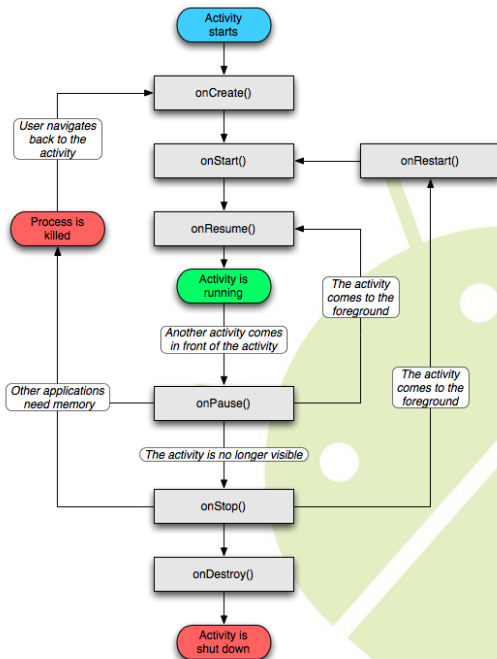 Activity
starts
onCreate()
User navigates
back to the
activity
onStart()
onRestart()
Process is
killed
onResume()
Activity is
running
The activity
comes to the
foreground
Another activity comes
in front of the activity
The activity
comes to the
foreground
Other applications
need memory
onPause()
The activity is no longer visible
onStop()
onDestroy()
Activity is
shut down